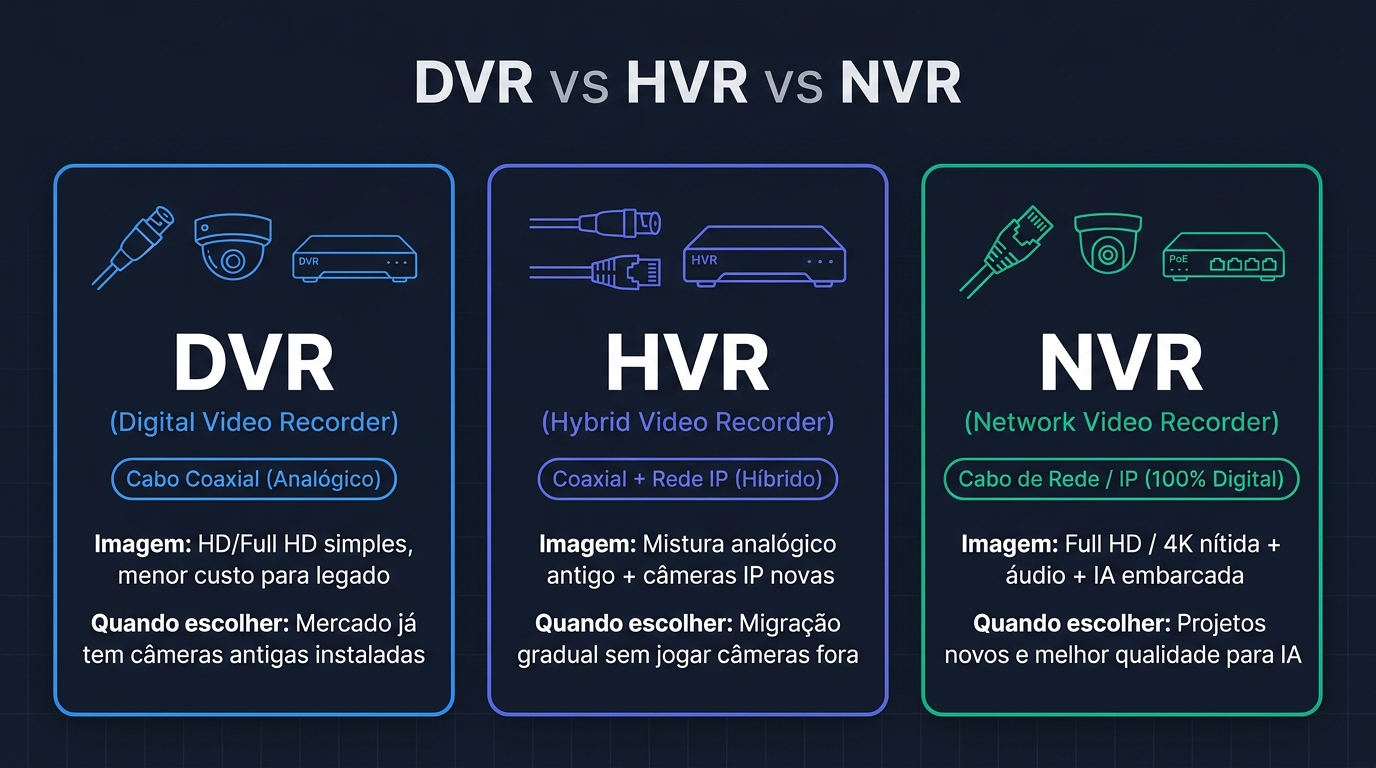 DVR vs HVR vs NVR
DVR
DVR
(Digital Video Recorder)
Cabo Coaxial (Analógico)
Imagem: HD/Full HD simples,
menor custo para legado
Quando escolher: Mercado já
tem câmeras antigas instaladas
HVR
HVR
(Hybrid Video Recorder)
Coaxial + Rede IP (Híbrido)
Imagem: Mistura analógico
antigo + câmeras IP novas
Quando escolher: Migração
gradual sem jogar câmeras fora
PoE
NVR
(Network Video Recorder)
Cabo de Rede / IP (100% Digital)
Imagem: Full HD / 4K nítida +
áudio + IA embarcada
Quando escolher: Projetos
novos e melhor qualidade para IA